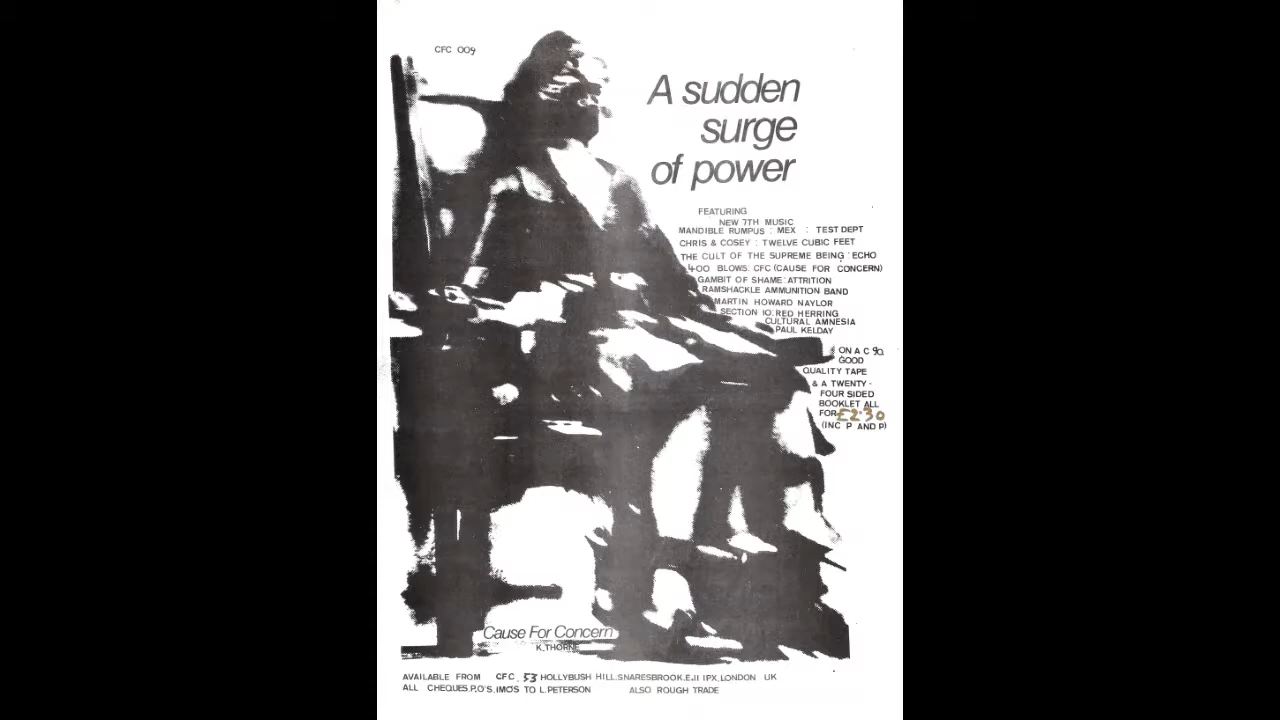 CFC 009
A sudden
surge
of power
FEATURING
NEW 7TH MUSIC
MANDIBLE RUMPUS : MEX : TEST DEPT
CHRIS & COSEY : TWELVE CUBIC FEET
THE CULT OF THE SUPREME BEING : ECHO
400 BLOWS: CFC (CAUSE FOR CONCERN)
GAMBIT OF SHAME: ATTRITION
RAMSHACKLE AMMUNITION BAND
MARTIN HOWARD NAYLOR
SECTION 10: RED HERRING
CULTURAL AMNESIA
PAUL KELDAY
ON A C 90
GOOD
QUALITY TAPE
& A TWENTY -
FOUR SIDED
BOOKLET ALL
FOR £2.30
(INC P AND P)
Cause For Concern
K.THORNE
AVAILABLE FROM CFC, 53 HOLLYBUSH HILL.SNARESBROOK.E.11 1PX.LONDON UK
ALL CHEQUES.P.O'S.IMOS TO L.PETERSON ALSO ROUGH TRADE